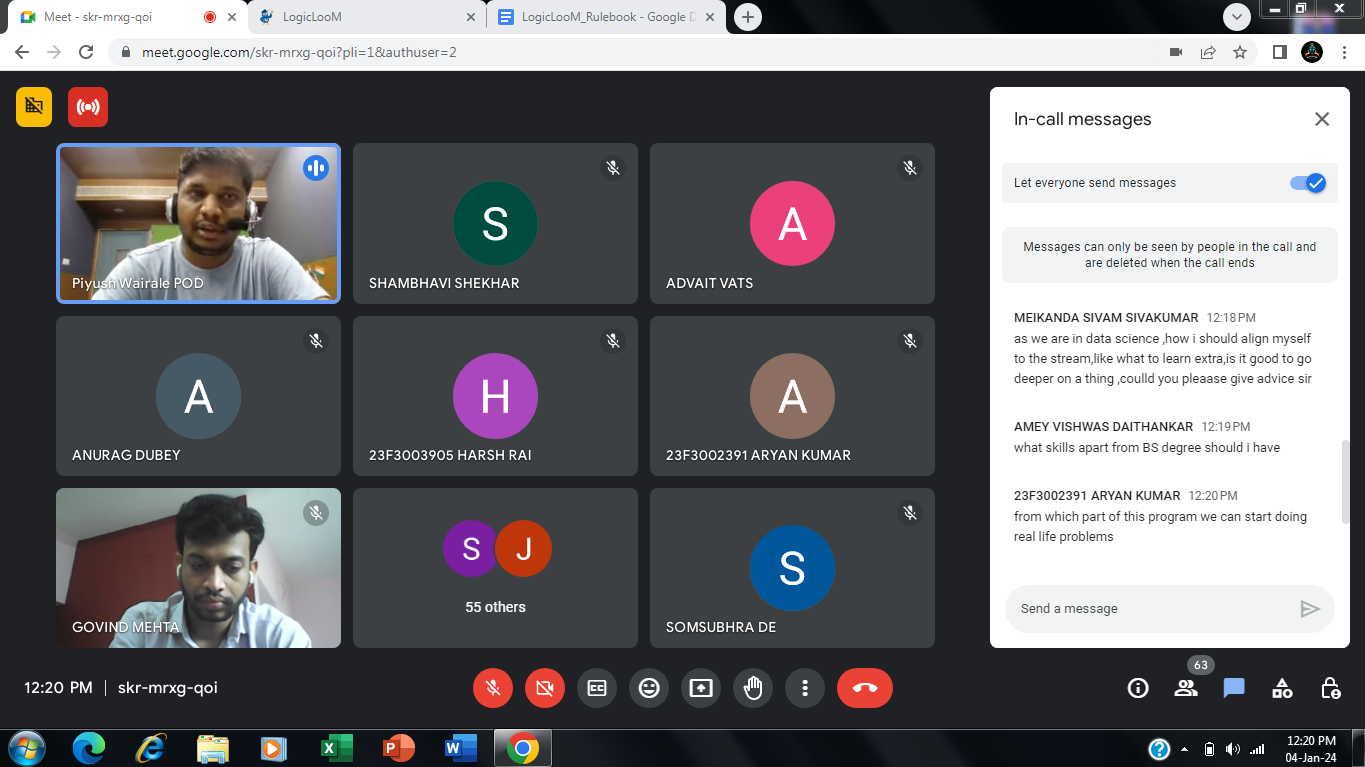 Meet - skr-mrxg-qoi
LogicLooM
LogicLooM_Rulebook - Google D
meet.google.com/skr-mrxg-qoi?pli=1&authuser=2
Piyush Wairale POD
S
SHAMBHAVI SHEKHAR
A
ADVAIT VATS
A
ANURAG DUBEY
H
23F3003905 HARSH RAI
A
23F3002391 ARYAN KUMAR
GOVIND MEHTA
S J
55 others
S
SOMSUBHRA DE
In-call messages
Let everyone send messages
Messages can only be seen by people in the call and
are deleted when the call ends
MEIKANDA SIVAM SIVAKUMAR 12:18 PM
as we are in data science ,how i should align myself
to the stream,like what to learn extra,is it good to go
deeper on a thing ,coulld you pleaase give advice sir
AMEY VISHWAS DAITHANKAR 12:19 PM
what skills apart from BS degree should i have
23F3002391 ARYAN KUMAR 12:20 PM
from which part of this program we can start doing
real life problems
Send a message
12:20 PM | skr-mrxg-qoi
63
12:20 PM
04-Jan-24